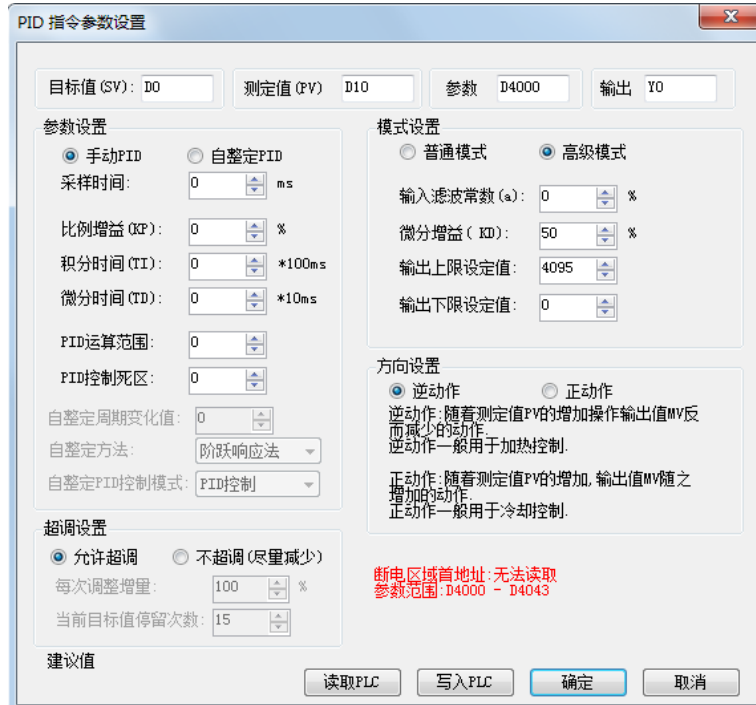 PID 指令参数设置
目标值(SV): D0 测定值(PV) D10 参数 D4000 输出 Y0
参数设置
手动PID 自整定PID
采样时间: 0 ms
比例增益(KP): 0 %
积分时间(TI): 0 *100ms
微分时间(TD): 0 *10ms
PID运算范围: 0
PID控制死区: 0
自整定周期变化值: 0
自整定方法: 阶跃响应法
自整定PID控制模式: PID控制
超调设置
允许超调 不超调(尽量减少)
每次调整增量: 100 %
当前目标值停留次数: 15
建议值
模式设置
普通模式 高级模式
输入滤波常数(a): 0 %
微分增益( KD): 50 %
输出上限设定值: 4095
输出下限设定值: 0
方向设置
逆动作 正动作
逆动作:随着测定值PV的增加操作输出值MV反
而减少的动作.
逆动作一般用于加热控制.
正动作:随着测定值PV的增加,输出值MV随之
增加的动作.
正动作一般用于冷却控制.
断电区域首地址:无法读取
参数范围:D4000 - D4043
读取PLC 写入PLC 确定 取消